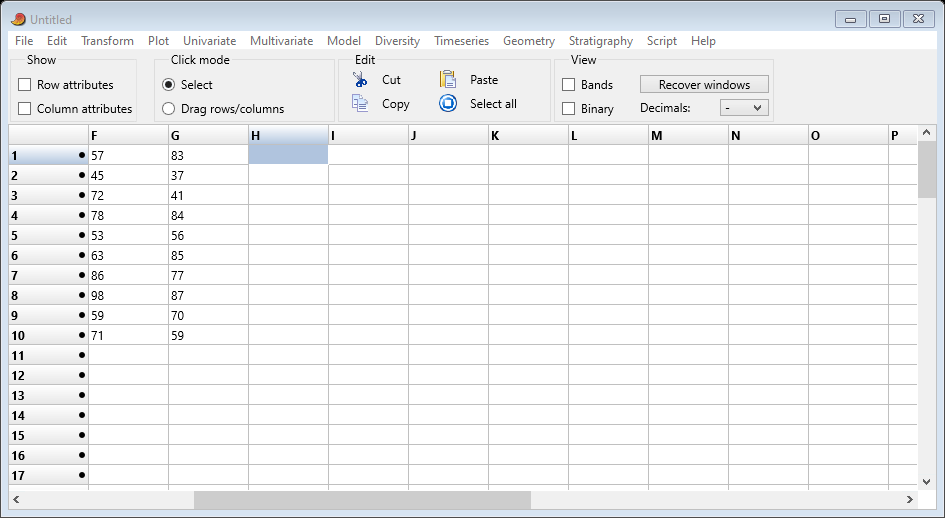 Untitled
File Edit Transform Plot Univariate Multivariate Model Diversity Timeseries Geometry Stratigraphy Script Help
Show Click mode Edit View
Row attributes Select Cut Paste Bands Recover windows
Column attributes Drag rows/columns Copy Select all Binary Decimals: -
F G H I J K L M N O P
1 57 83
2 45 37
3 72 41
4 78 84
5 53 56
6 63 85
7 86 77
8 98 87
9 59 70
10 71 59
11
12
13
14
15
16
17